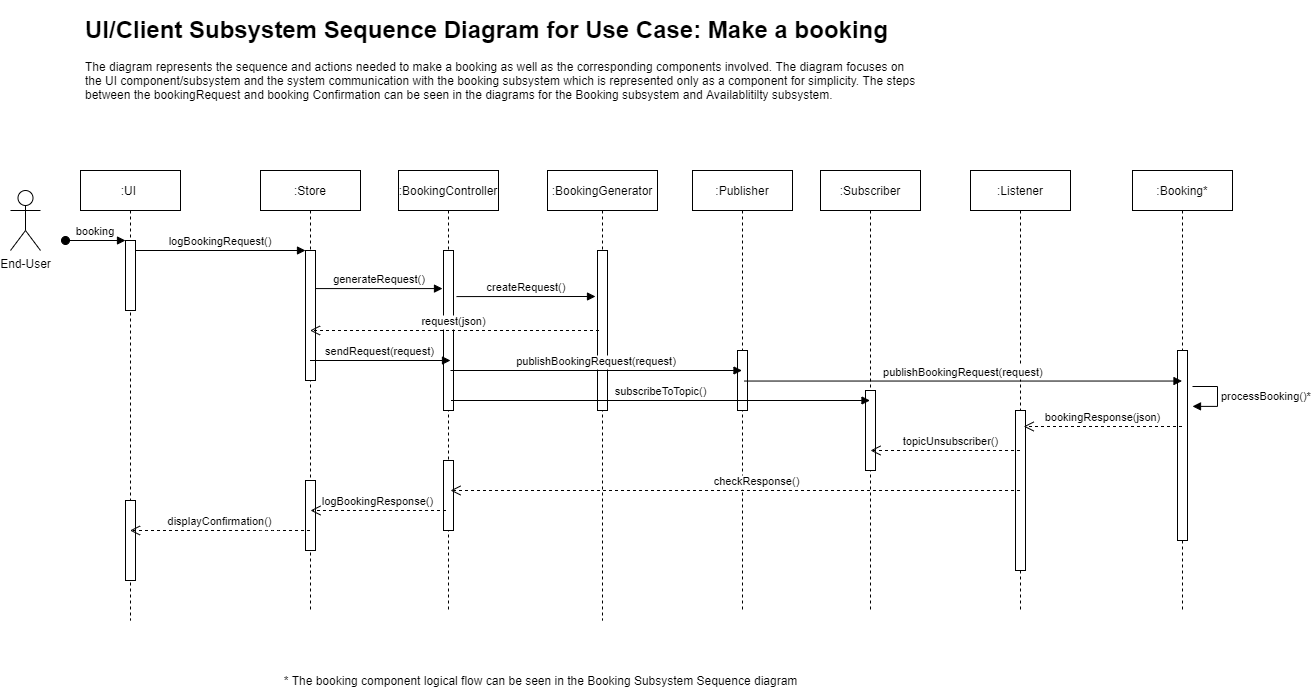 UI/Client Subsystem Sequence Diagram for Use Case: Make a booking
The diagram represents the sequence and actions needed to make a booking as well as the corresponding components involved. The diagram focuses on
the UI component/subsystem and the system communication with the booking subsystem which is represented only as a component for simplicity. The steps
between the bookingRequest and booking Confirmation can be seen in the diagrams for the Booking subsystem and Availablitilty subsystem.
:UI
:Store
:BookingController
:BookingGenerator
:Publisher
:Subscriber
:Listener
:Booking*
End-User
booking
logBookingRequest()
generateRequest()
createRequest()
request(json)
sendRequest(request)
publishBookingRequest(request)
publishBookingRequest(request)
subscribeToTopic()
processBooking()*
bookingResponse(json)
topicUnsubscriber()
checkResponse()
logBookingResponse()
displayConfirmation()
* The booking component logical flow can be seen in the Booking Subsystem Sequence diagram